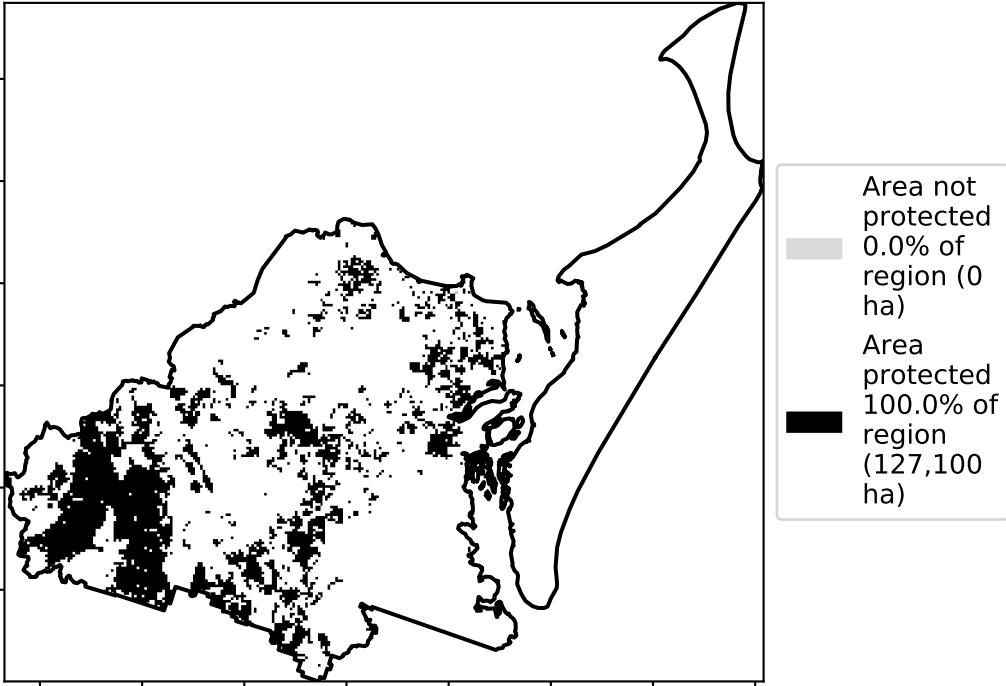 Area not
protected
0.0% of
region (0
ha)
Area
protected
100.0% of
region
(127,100
ha)